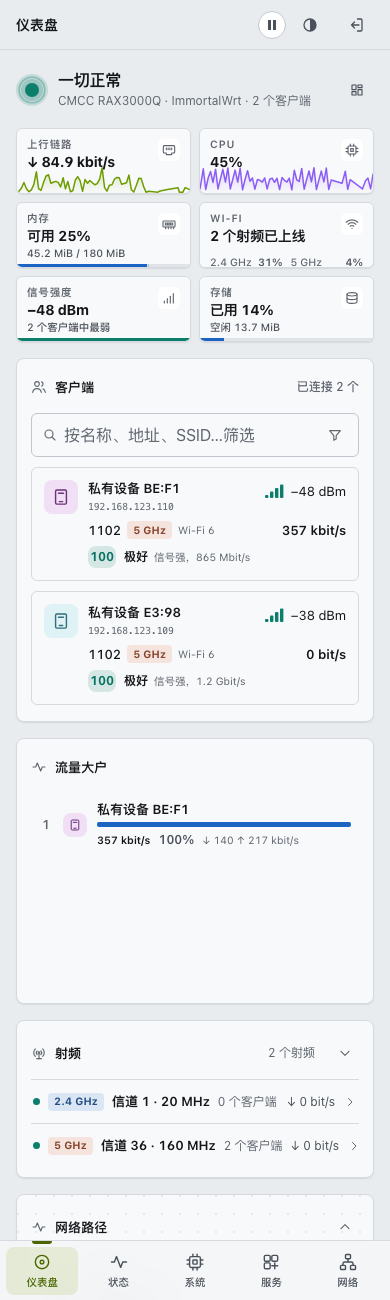 仪表盘
一切正常
CMCC RAX3000Q · ImmortalWrt · 2 个客户端
上行链路
↓ 84.9 kbit/s
CPU
45%
内存
可用 25%
45.2 MiB / 180 MiB
WI-FI
2 个射频已上线
2.4 GHz 31% 5 GHz 4%
信号强度
−48 dBm
2 个客户端中最弱
存储
已用 14%
空闲 13.7 MiB
客户端
已连接 2 个
按名称、地址、SSID...筛选
私有设备 BE:F1
−48 dBm
192.168.123.110
1102 5 GHz Wi-Fi 6 357 kbit/s
100 极好 信号强，865 Mbit/s
私有设备 E3:98
−38 dBm
192.168.123.109
1102 5 GHz Wi-Fi 6 0 bit/s
100 极好 信号强，1.2 Gbit/s
流量大户
1
私有设备 BE:F1
357 kbit/s 100% ↓ 140 ↑ 217 kbit/s
射频
2 个射频
2.4 GHz 信道 1 · 20 MHz 0 个客户端 ↓ 0 bit/s
5 GHz 信道 36 · 160 MHz 2 个客户端 ↓ 0 bit/s
网络路径
仪表盘
状态
系统
服务
网络